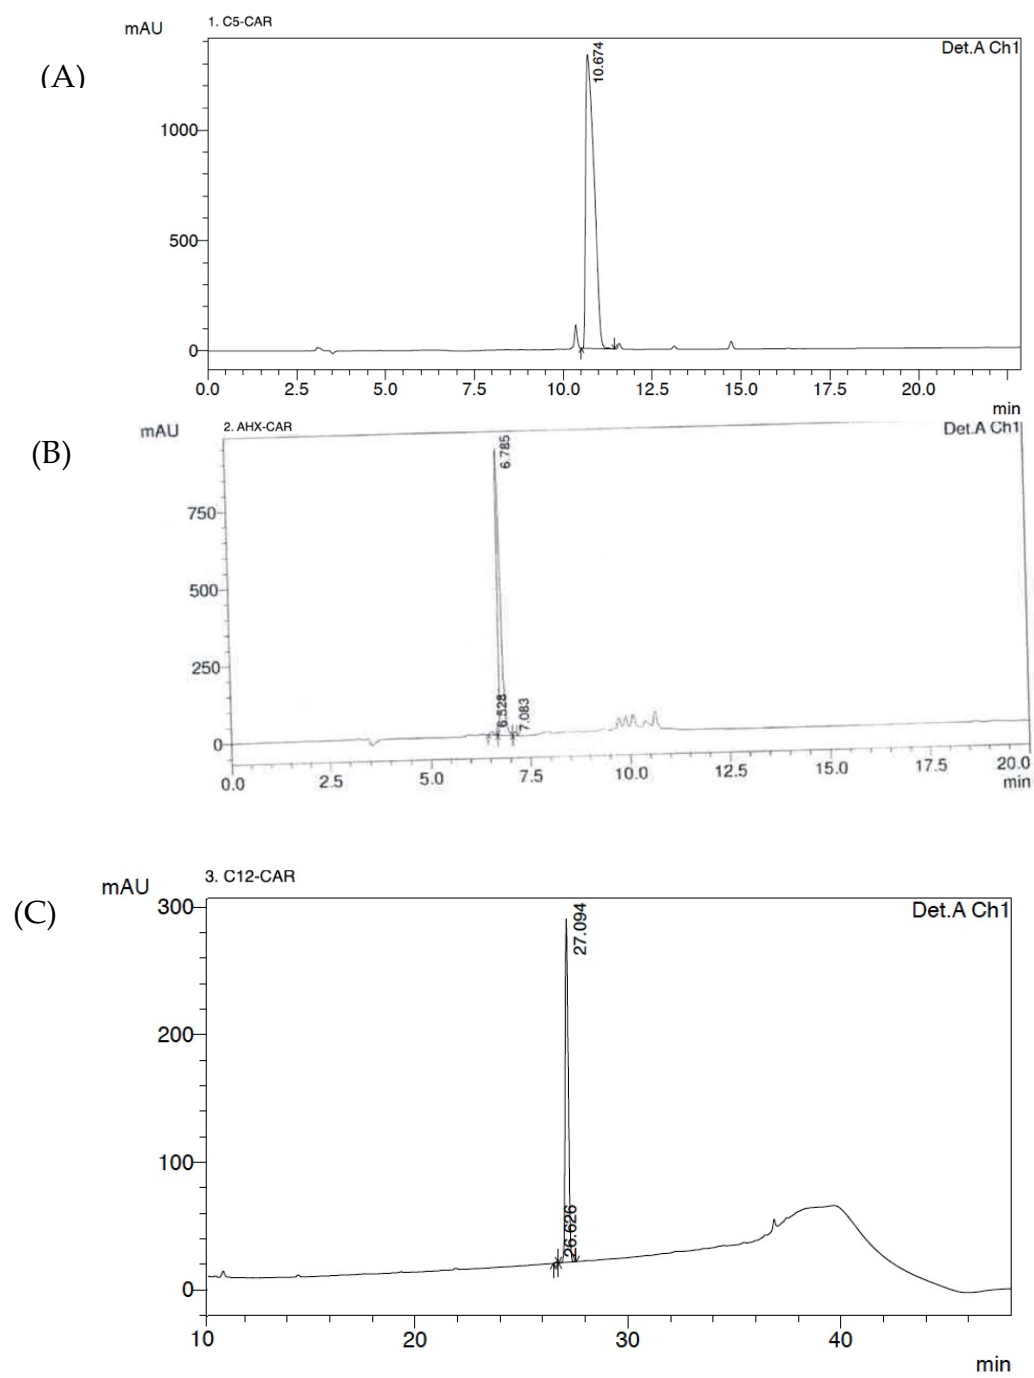 1. C5-CAR
mAU
(A)
Det.A Ch1
10.674
1000
500
0
0.0 2.5 5.0 7.5 10.0 12.5 15.0 17.5 20.0
min
2. AHX-CAR
mAU
(B)
Det.A Ch1
6.785
750
500
250
6.528
7.083
0
0.0 2.5 5.0 7.5 10.0 12.5 15.0 17.5 20.0
min
3. C12-CAR
mAU
(C)
Det.A Ch1
27.094
300
200
100
26.626
0
10 20 30 40
min